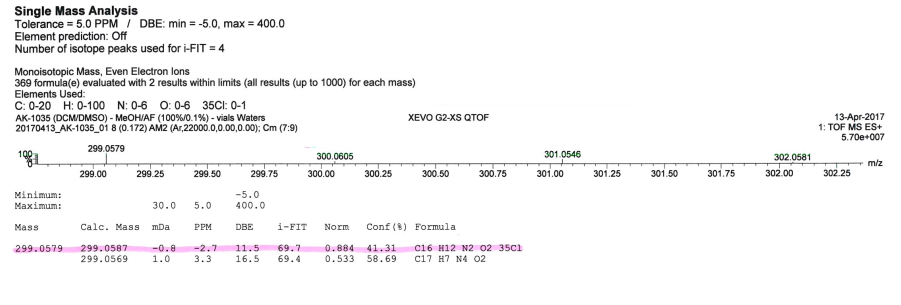 Single Mass Analysis
Tolerance = 5.0 PPM / DBE: min = -5.0, max = 400.0
Element prediction: Off
Number of isotope peaks used for i-FIT = 4
Monoisotopic Mass, Even Electron Ions
369 formula(e) evaluated with 2 results within limits (all results (up to 1000) for each mass)
Elements Used:
C: 0-20 H: 0-100 N: 0-6 O: 0-6 35Cl: 0-1
AK-1035 (DCM/DMSO) - MeOH/AF (100%/0.1%) - vials Waters XEVO G2-XS QTOF 13-Apr-2017
20170413_AK-1035_01 8 (0.172) AM2 (Ar,22000.0,0.00,0.00); Cm (7:9) 1: TOF MS ES+
5.70e+007
100 299.0579 300.0605 301.0546 302.0581
%
0 m/z
299.00 299.25 299.50 299.75 300.00 300.25 300.50 300.75 301.00 301.25 301.50 301.75 302.00 302.25
Minimum: -5.0
Maximum: 30.0 5.0 400.0
Mass Calc. Mass mDa PPM DBE i-FIT Norm Conf(%) Formula
299.0579 299.0587 -0.8 -2.7 11.5 69.7 0.884 41.31 C16 H12 N2 O2 35Cl
299.0569 1.0 3.3 16.5 69.4 0.533 58.69 C17 H7 N4 O2